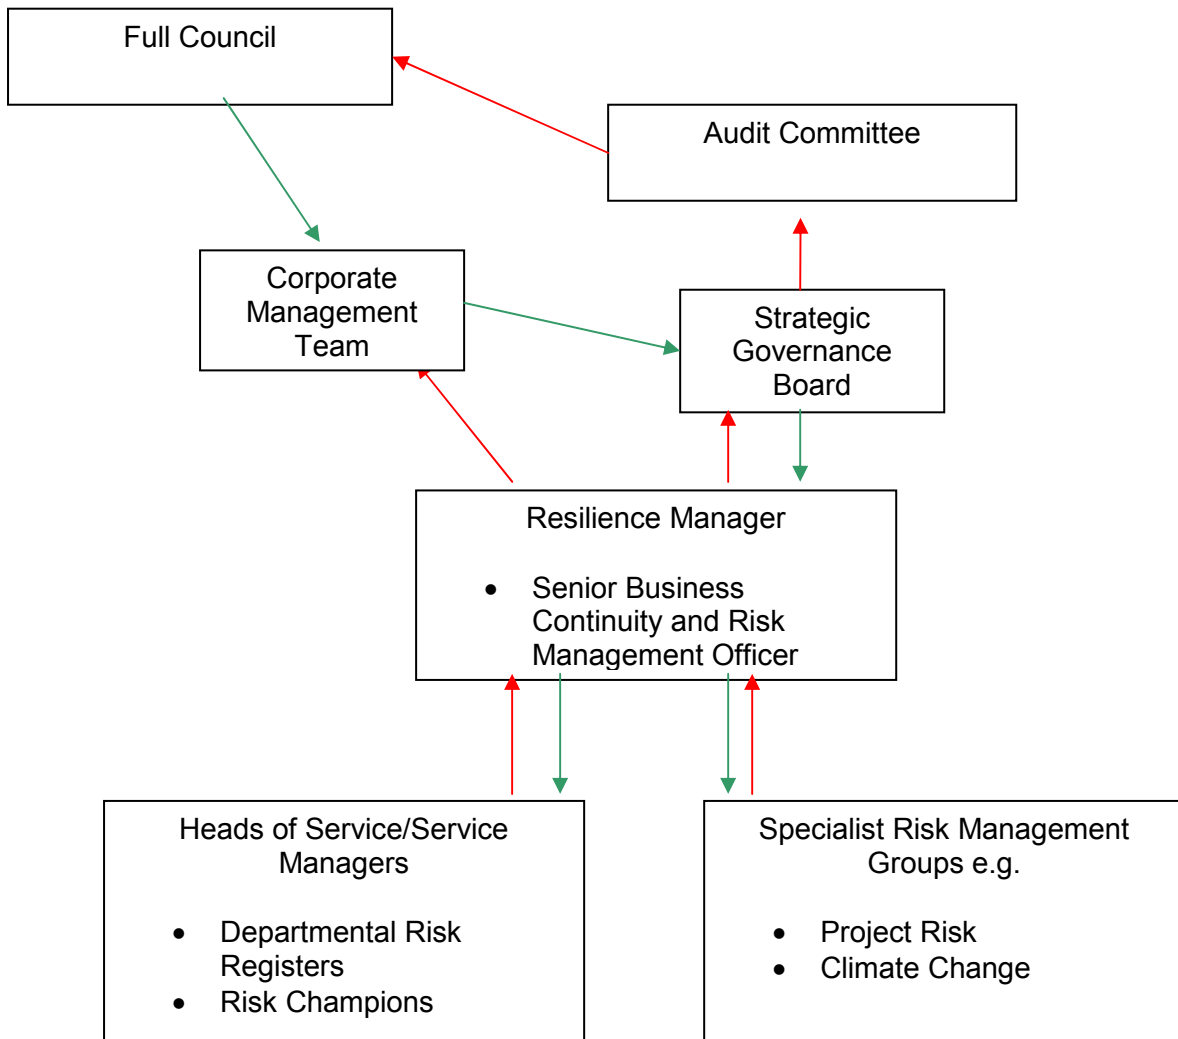 Full Council
Audit Committee
Corporate
Management
Team
Strategic
Governance
Board
Resilience Manager
• Senior Business
Continuity and Risk
Management Officer
Heads of Service/Service
Managers
• Departmental Risk
Registers
• Risk Champions
Specialist Risk Management
Groups e.g.
• Project Risk
• Climate Change